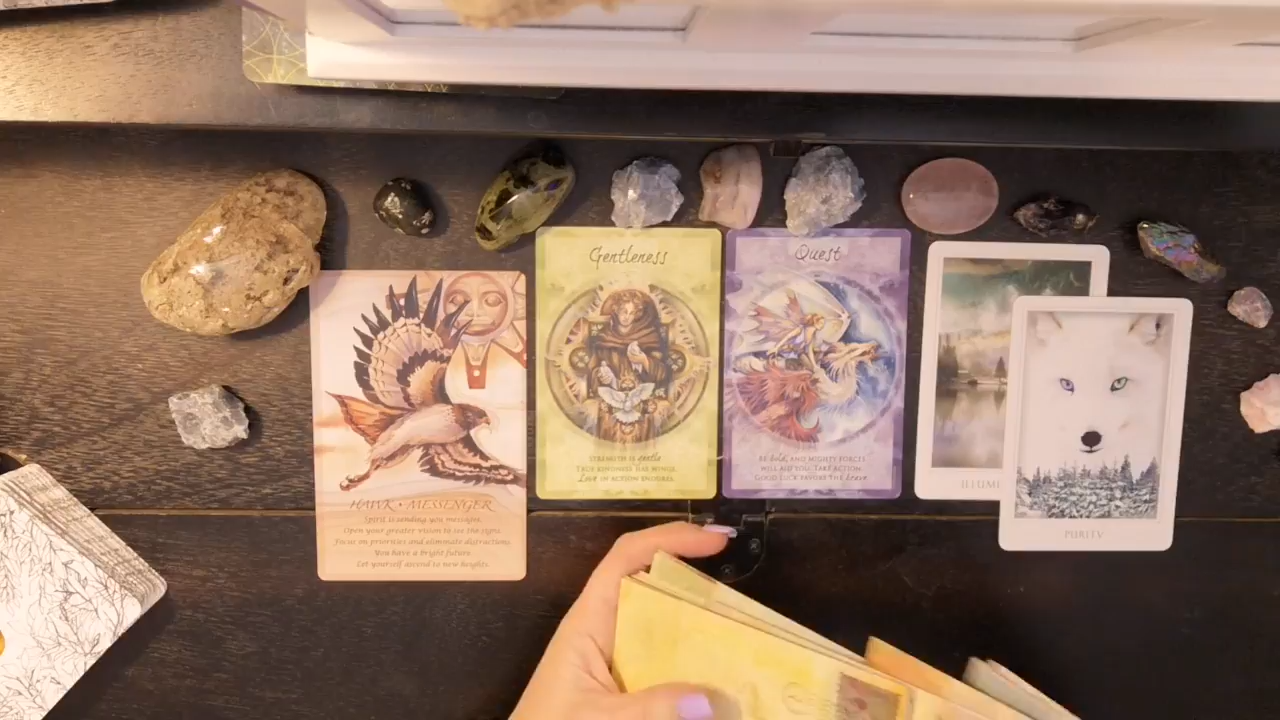 HAWK • MESSENGER
Spirit is sending you messages.
Open your greater vision to see the signs.
Focus on priorities and eliminate distractions.
You have a bright future.
Let yourself ascend to new heights.
Gentleness
STRENGTH IS gentle
TRUE KINDNESS HAS WINGS.
Love IN ACTION ENDURES.
Quest
BE bold, AND MIGHTY FORCES
WILL AID YOU. TAKE ACTION.
GOOD LUCK FAVORS THE brave
ILLUMI
PURITY